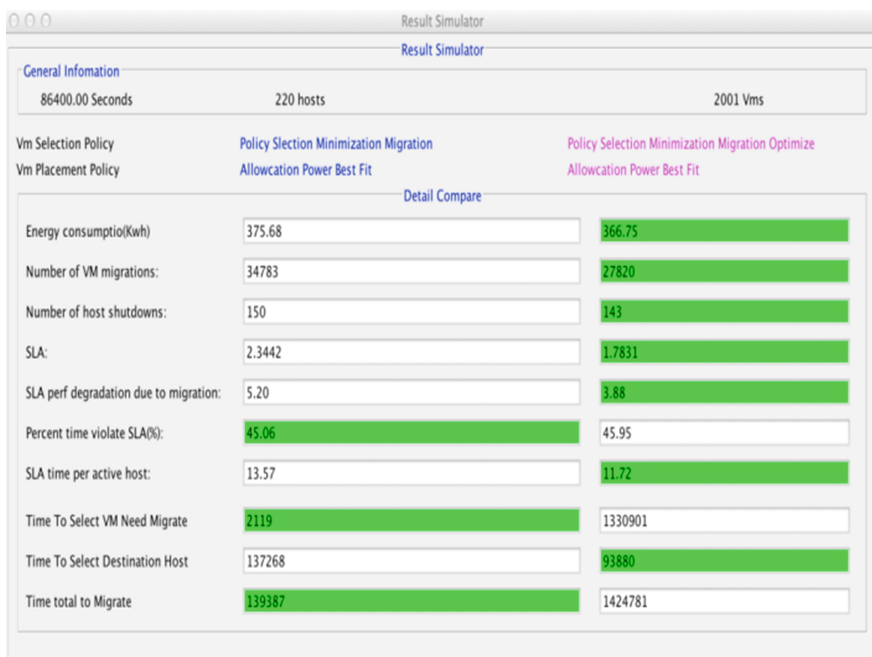 Result Simulator
Result Simulator
General Infomation
86400.00 Seconds 220 hosts 2001 Vms
Vm Selection Policy Policy Slection Minimization Migration Policy Selection Minimization Migration Optimize
Vm Placement Policy Allowcation Power Best Fit Allowcation Power Best Fit
Detail Compare
Energy consumptio(Kwh) 375.68 366.75
Number of VM migrations: 34783 27820
Number of host shutdowns: 150 143
SLA: 2.3442 1.7831
SLA perf degradation due to migration: 5.20 3.88
Percent time violate SLA(%): 45.06 45.95
SLA time per active host: 13.57 11.72
Time To Select VM Need Migrate 2119 1330901
Time To Select Destination Host 137268 93880
Time total to Migrate 139387 1424781